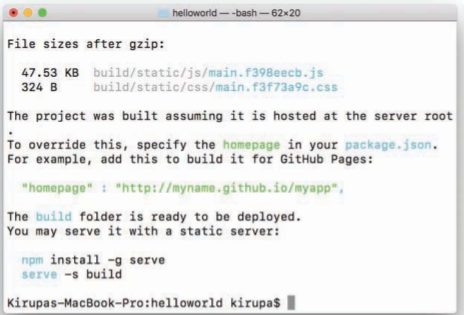 helloworld — -bash — 62×20
File sizes after gzip:
47.53 KB build/static/js/main.f398eecb.js
324 B build/static/css/main.f3f73a9c.css
The project was built assuming it is hosted at the server root
.
To override this, specify the homepage in your package.json.
For example, add this to build it for GitHub Pages:
"homepage" : "http://myname.github.io/myapp",
The build folder is ready to be deployed.
You may serve it with a static server:
npm install -g serve
serve -s build
Kirupas-MacBook-Pro:helloworld kirupa$